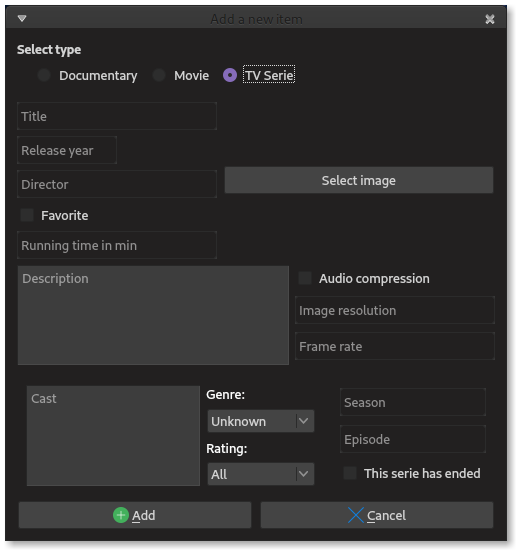 Add a new item
Select type
Documentary Movie TV Serie
Title
Release year
Director
Select image
Favorite
Running time in min
Description
Audio compression
Image resolution
Frame rate
Cast
Genre:
Unknown
Rating:
All
Season
Episode
This serie has ended
Add Cancel